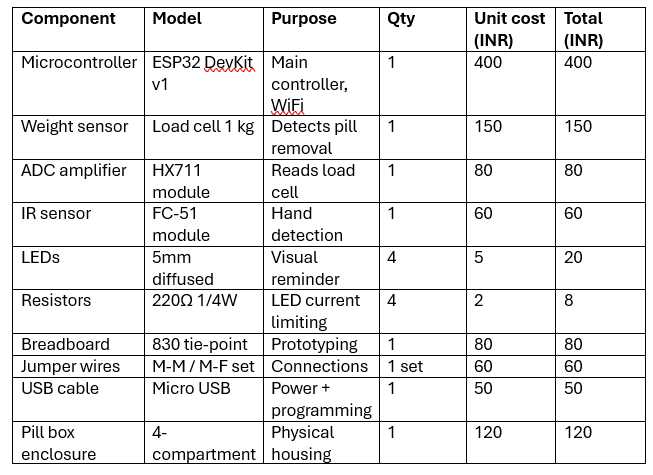 Component Model Purpose Qty Unit cost (INR) Total (INR)
Microcontroller ESP32 DevKit v1 Main controller, WiFi 1 400 400
Weight sensor Load cell 1 kg Detects pill removal 1 150 150
ADC amplifier HX711 module Reads load cell 1 80 80
IR sensor FC-51 module Hand detection 1 60 60
LEDs 5mm diffused Visual reminder 4 5 20
Resistors 220Ω 1/4W LED current limiting 4 2 8
Breadboard 830 tie-point Prototyping 1 80 80
Jumper wires M-M / M-F set Connections 1 set 60 60
USB cable Micro USB Power + programming 1 50 50
Pill box enclosure 4-compartment Physical housing 1 120 120